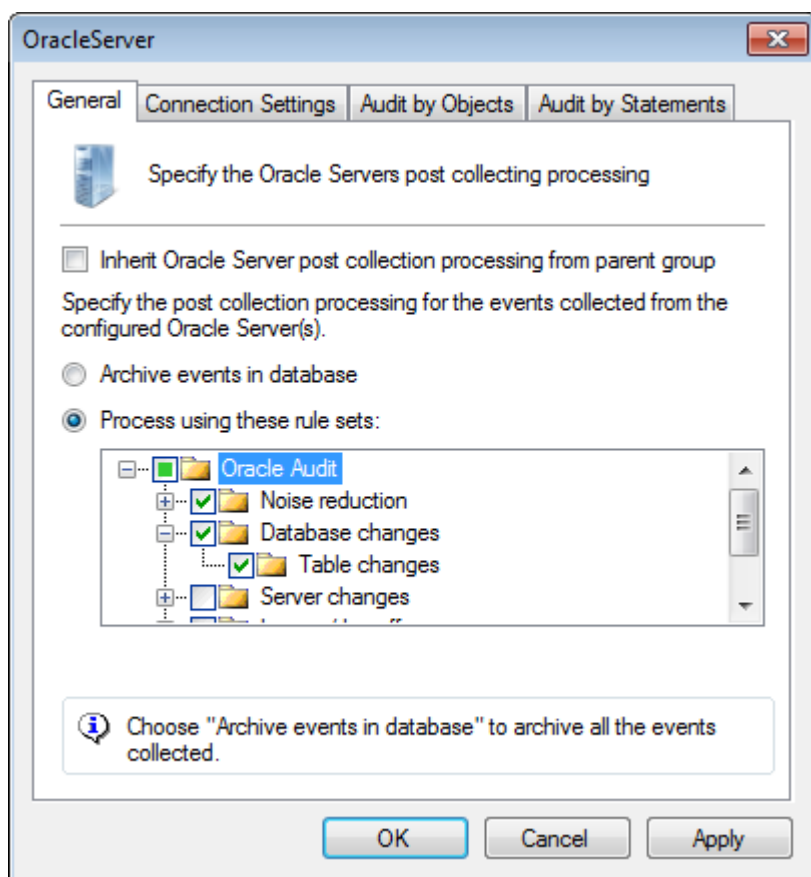 OracleServer
General
Connection Settings
Audit by Objects
Audit by Statements
Specify the Oracle Servers post collecting processing
Inherit Oracle Server post collection processing from parent group
Specify the post collection processing for the events collected from the
configured Oracle Server(s).
Archive events in database
Process using these rule sets:
Oracle Audit
Noise reduction
Database changes
Table changes
Server changes
Choose "Archive events in database" to archive all the events
collected.
OK
Cancel
Apply